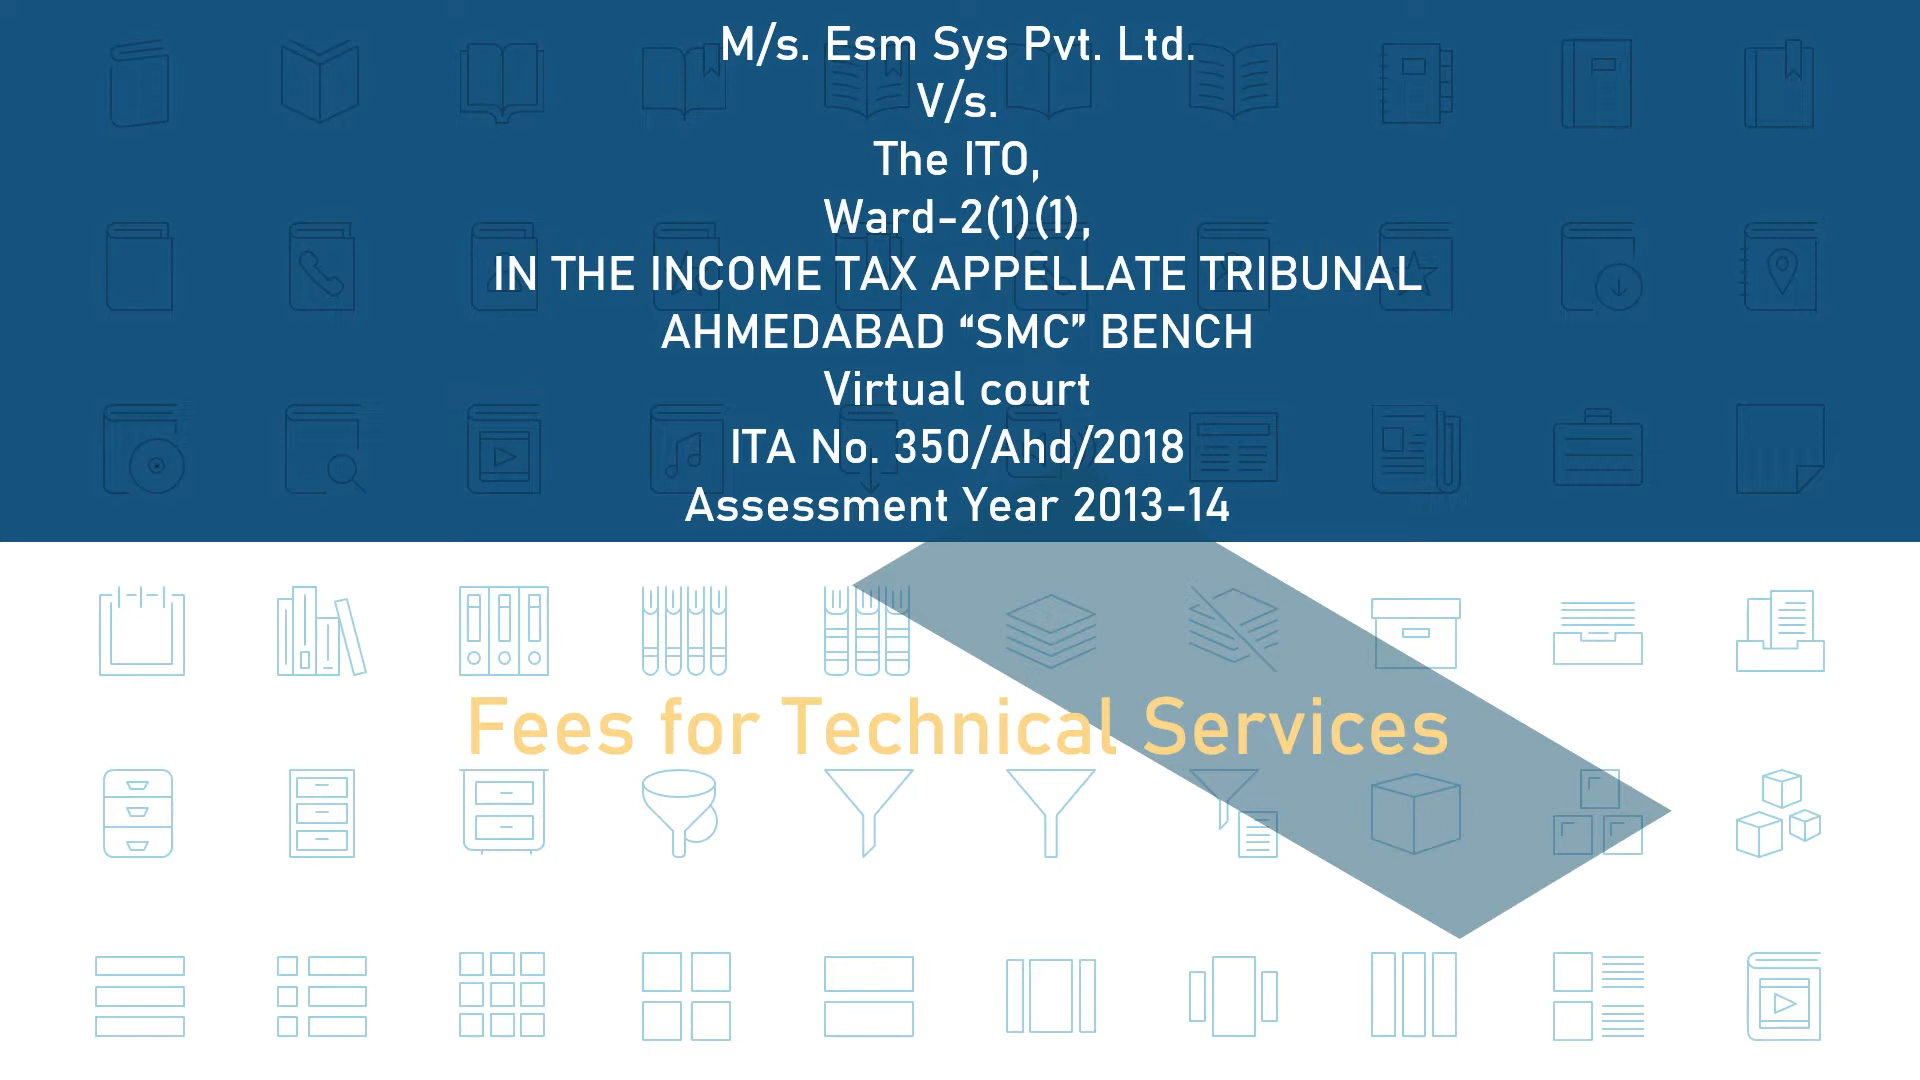 M/s. Esm Sys Pvt. Ltd.
V/s.
The ITO,
Ward-2(1)(1),
IN THE INCOME TAX APPELLATE TRIBUNAL
AHMEDABAD “SMC” BENCH
Virtual court
ITA No. 350/Ahd/2018
Assessment Year 2013-14
Fees for Technical Services